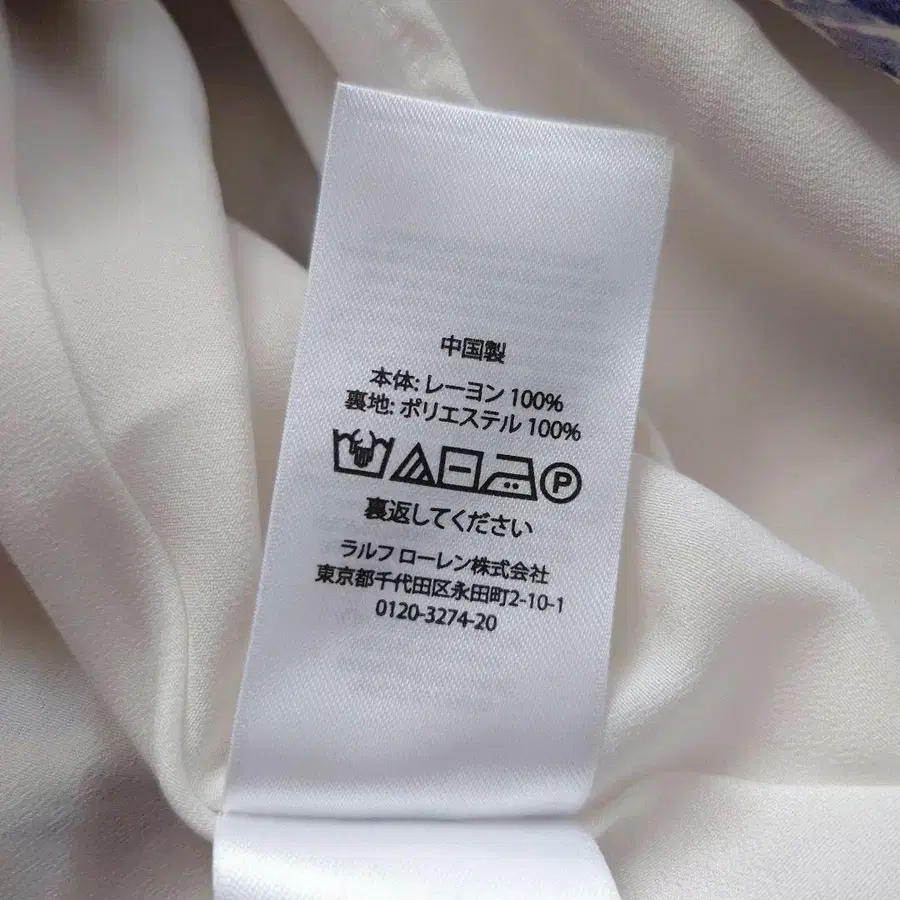 中国製
本体: レーヨン 100%
裏地: ポリエステル 100%
P
裏返してください
ラルフ ローレン株式会社
東京都千代田区永田町2-10-1
0120-3274-20